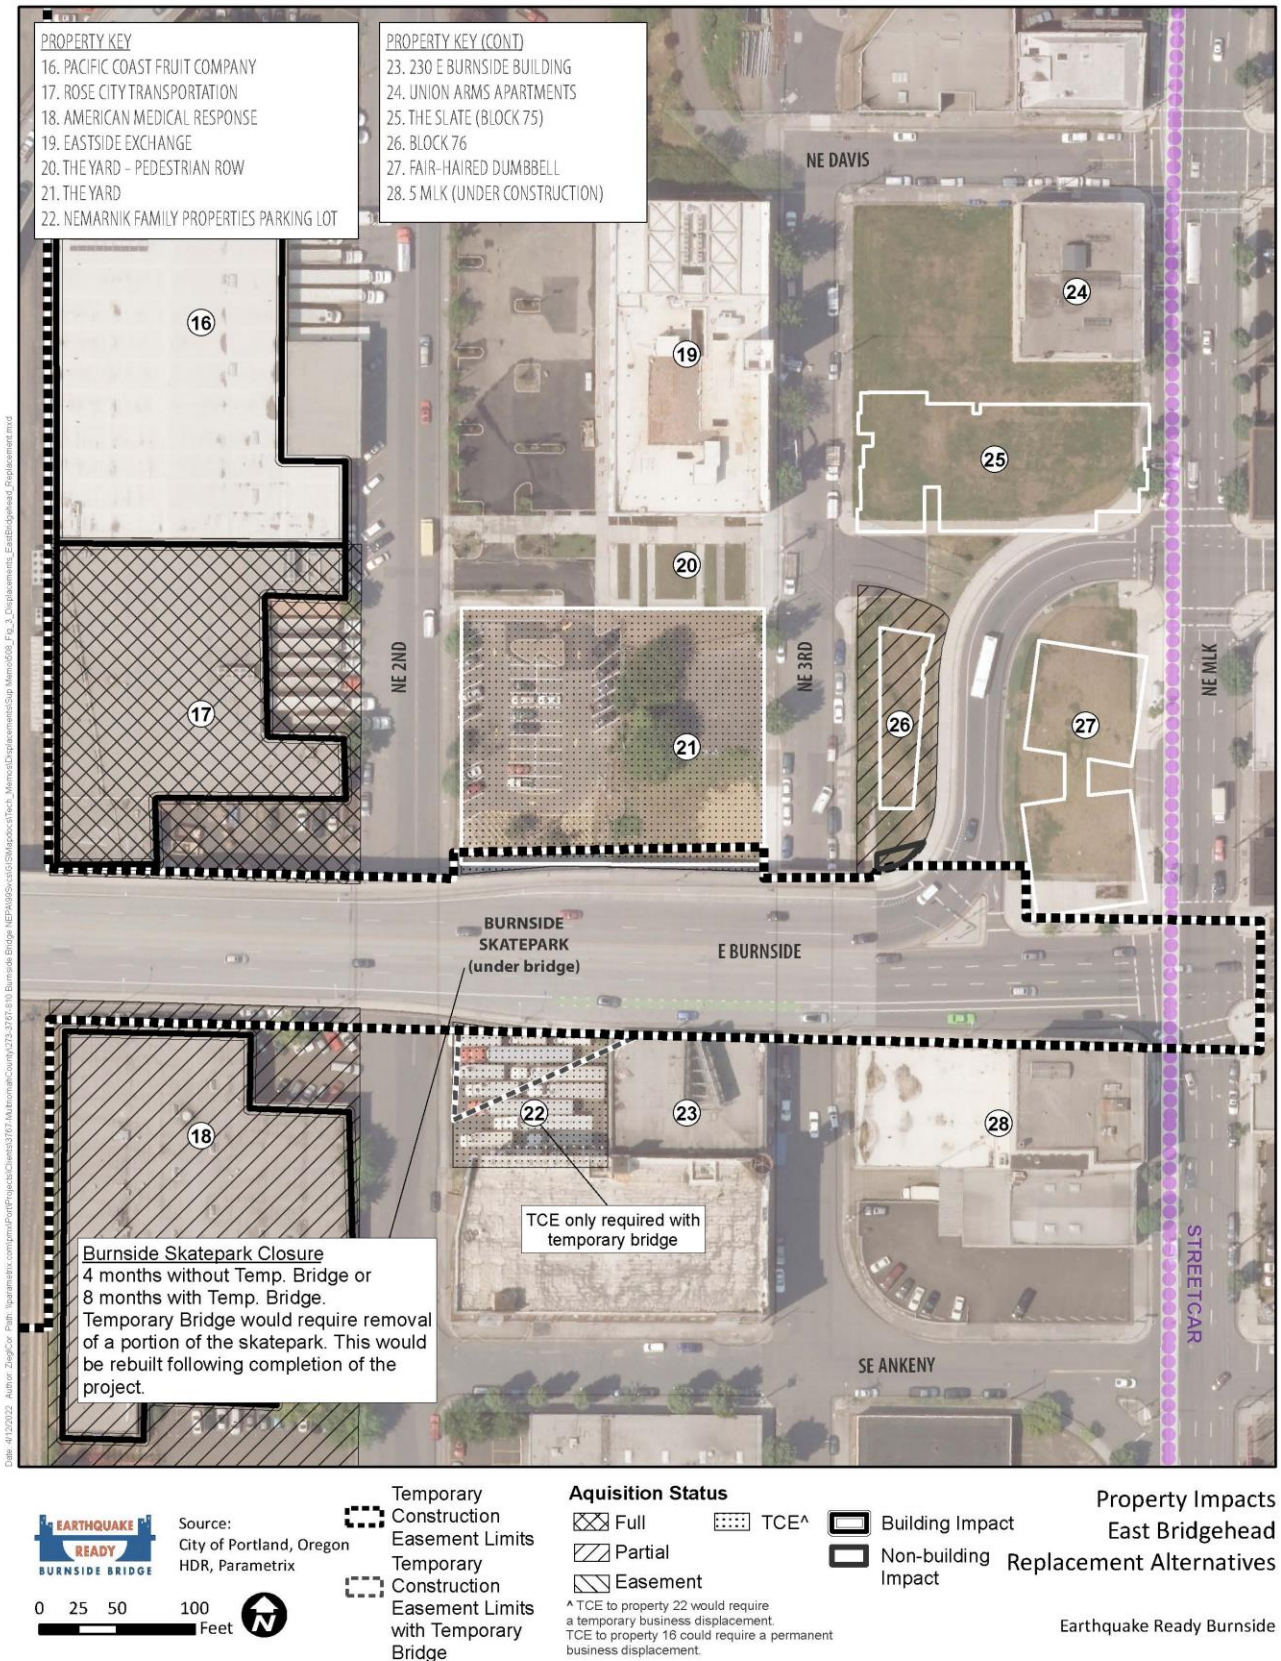 PROPERTY KEY
16. PACIFIC COAST FRUIT COMPANY
17. ROSE CITY TRANSPORTATION
18. AMERICAN MEDICAL RESPONSE
19. EASTSIDE EXCHANGE
20. THE YARD - PEDESTRIAN ROW
21. THE YARD
22. NEMARNIK FAMILY PROPERTIES PARKING LOT
PROPERTY KEY (CONT)
23. 230 E BURNSIDE BUILDING
24. UNION ARMS APARTMENTS
25. THE SLATE (BLOCK 75)
26. BLOCK 76
27. FAIR-HAIRED DUMBBELL
28. 5 MLK (UNDER CONSTRUCTION)
NE DAVIS
16
19
24
25
20
NE 2ND
NE 3RD
NE MLK
17
21
26
27
BURNSIDE
SKATEPARK
(under bridge)
E BURNSIDE
18
22
23
28
TCE only required with
temporary bridge
Burnside Skatepark Closure
4 months without Temp. Bridge or
8 months with Temp. Bridge.
Temporary Bridge would require removal
of a portion of the skatepark. This would
be rebuilt following completion of the
project.
STREETCAR
SE ANKENY
EARTHQUAKE
READY
BURNSIDE BRIDGE
Source:
City of Portland, Oregon
HDR, Parametrix
0 25 50 100
Feet
N
Temporary
Construction
Easement Limits
Temporary
Construction
Easement Limits
with Temporary
Bridge
Aquisition Status
Full
TCE^
Partial
Easement
^ TCE to property 22 would require
a temporary business displacement.
TCE to property 16 could require a permanent
business displacement.
Building Impact
Non-building
Impact
Property Impacts
East Bridgehead
Replacement Alternatives
Earthquake Ready Burnside